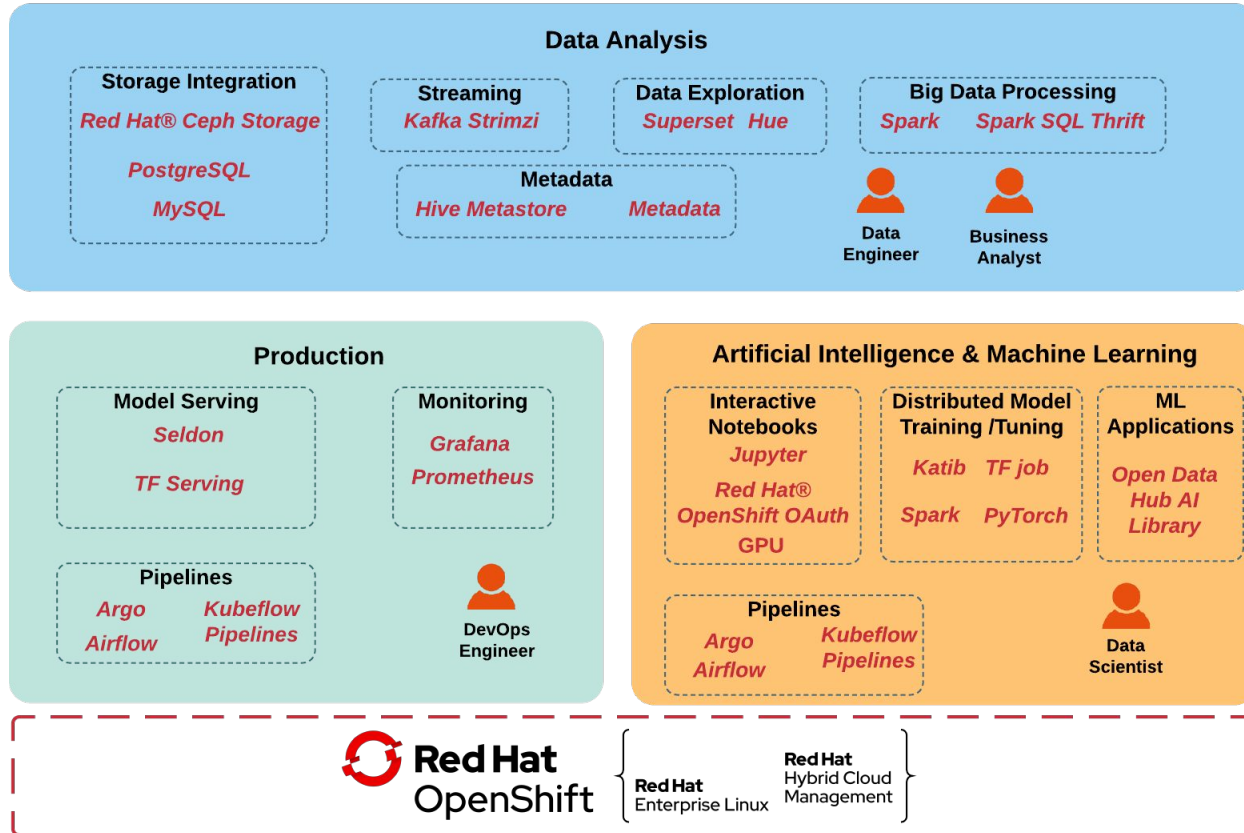 Data Analysis
Storage Integration
Red Hat® Ceph Storage
PostgreSQL
MySQL
Streaming
Kafka Strimzi
Data Exploration
Superset Hue
Big Data Processing
Spark Spark SQL Thrift
Metadata
Hive Metastore Metadata
Data
Engineer
Business
Analyst
Production
Model Serving
Seldon
TF Serving
Monitoring
Grafana
Prometheus
Pipelines
Argo
Airflow
Kubeflow
Pipelines
DevOps
Engineer
Artificial Intelligence & Machine Learning
Interactive
Notebooks
Jupyter
Red Hat®
OpenShift OAuth
GPU
Distributed Model
Training /Tuning
Katib TF job
Spark PyTorch
ML
Applications
Open Data
Hub AI
Library
Pipelines
Argo
Airflow
Kubeflow
Pipelines
Data
Scientist
Red Hat
OpenShift
Red Hat
Enterprise Linux
Red Hat
Hybrid Cloud
Management